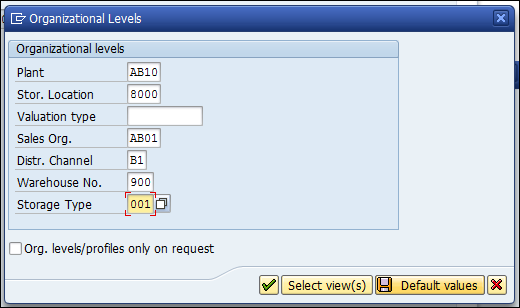 Organizational Levels
Organizational levels
Plant AB10
Stor. Location 8000
Valuation type
Sales Org. AB01
Distr. Channel B1
Warehouse No. 900
Storage Type 001
Org. levels/profiles only on request
Select view(s) Default values